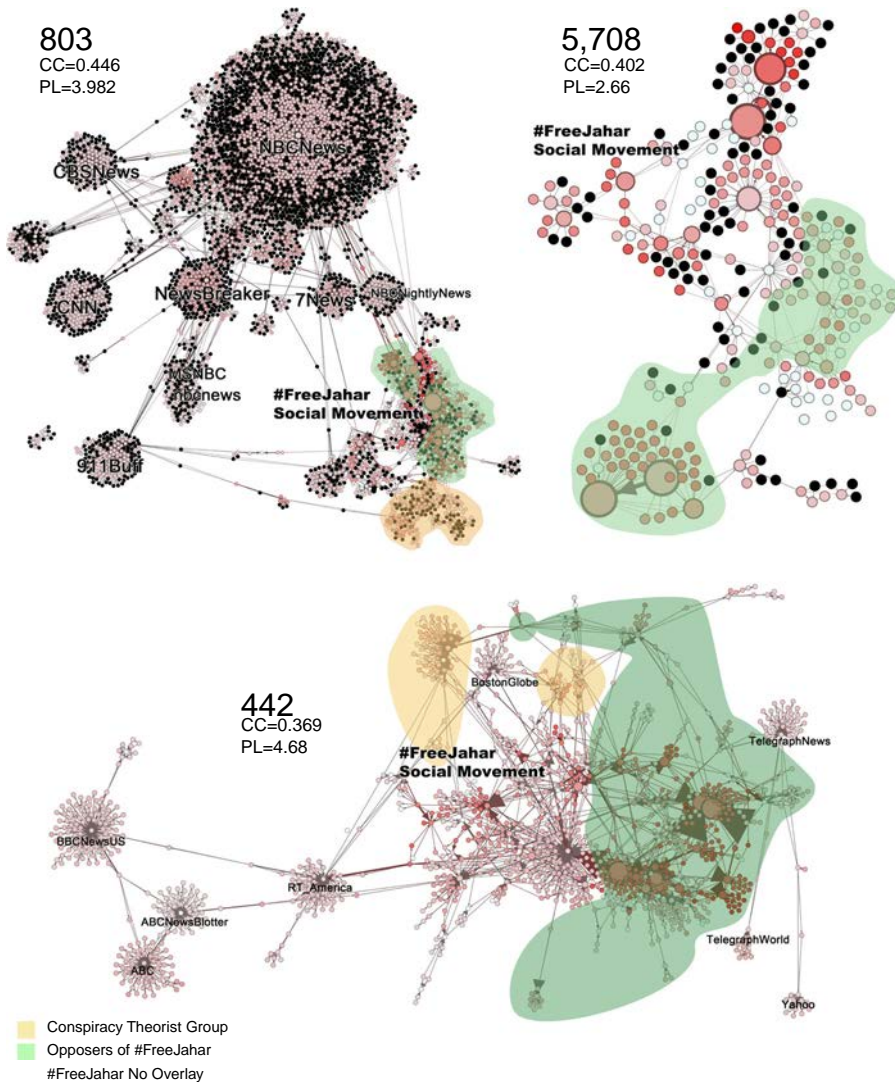 803
CC=0.446
PL=3.982
NBCNews
CBSNews
CNN
NewsBreaker
7News
NBCNightlyNews
MSNBC
nbcnews
#FreeJahar
Social Movement
911Buff
5,708
CC=0.402
PL=2.66
#FreeJahar
Social Movement
442
CC=0.369
PL=4.68
BostonGlobe
#FreeJahar
Social Movement
TelegraphNews
BBCNewsUS
RT_America
ABCNewsBlotter
ABC
TelegraphWorld
Yahoo
Conspiracy Theorist Group
Opposers of #FreeJahar
#FreeJahar No Overlay